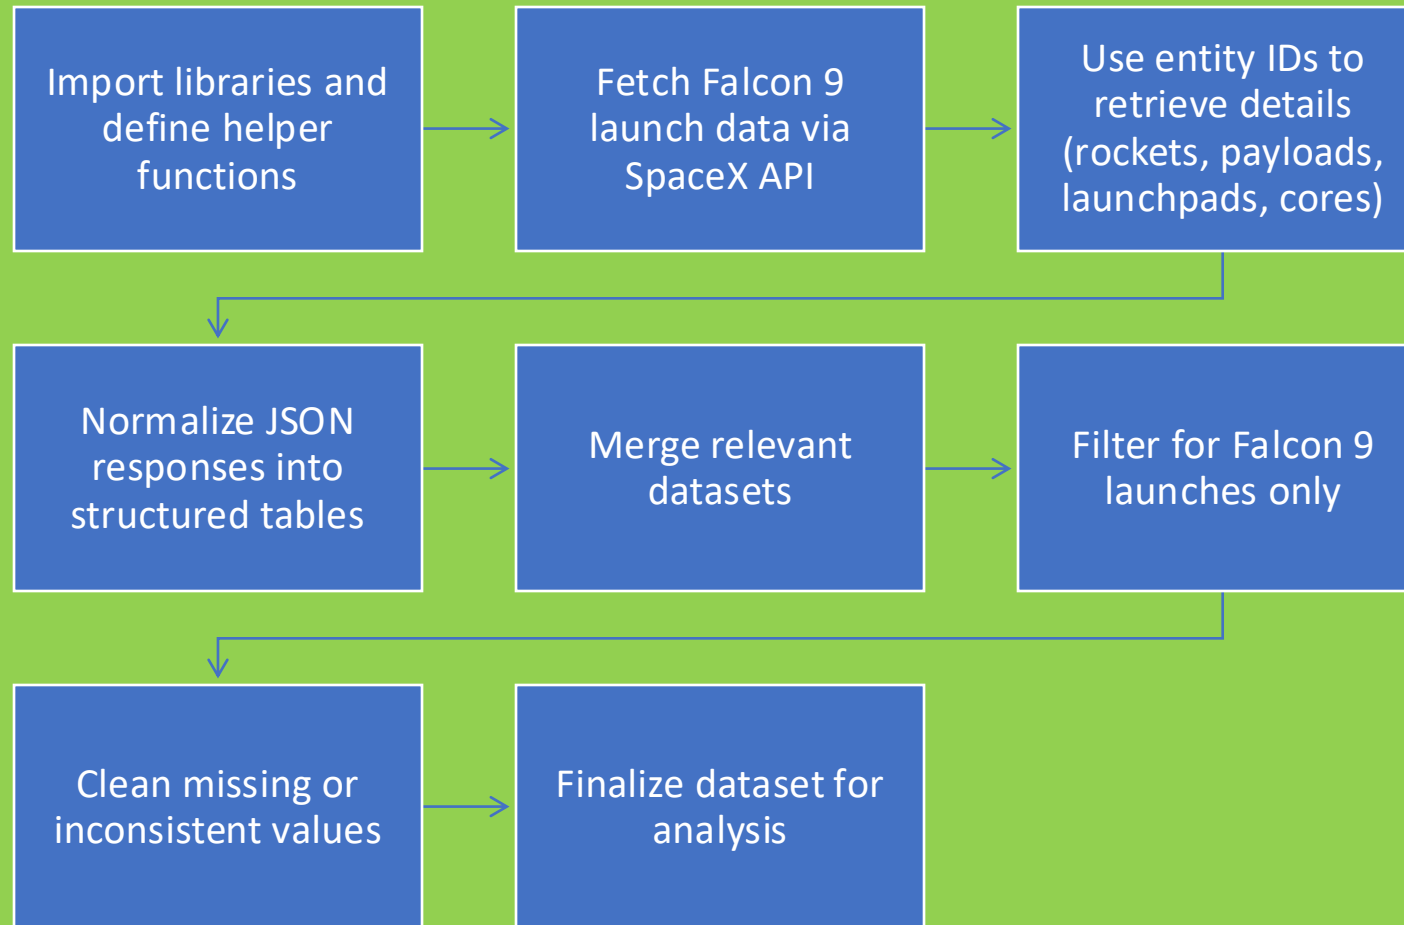 Import libraries and
define helper
functions
Fetch Falcon 9
launch data via
SpaceX API
Use entity IDs to
retrieve details
(rockets, payloads,
launchpads, cores)
Normalize JSON
responses into
structured tables
Merge relevant
datasets
Filter for Falcon 9
launches only
Clean missing or
inconsistent values
Finalize dataset for
analysis